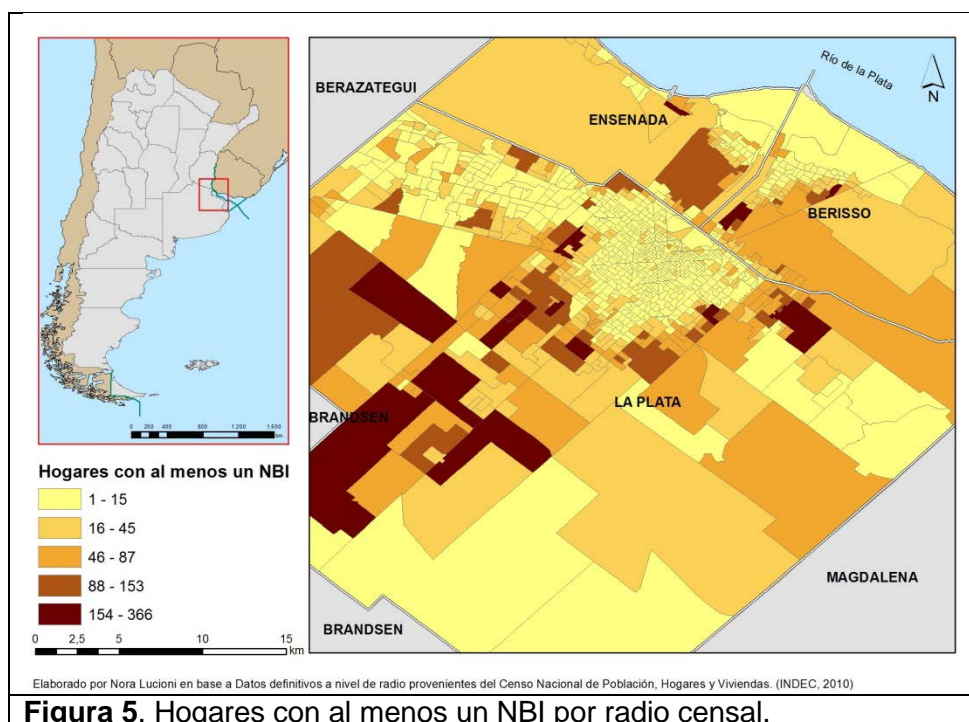 BERAZATEGUI
Río de la Plata
N
ENSENADA
BERISSO
LA PLATA
BRANDSEN
MAGDALENA
BRANDSEN
0 200 400 800 1.200 1.600
km
Hogares con al menos un NBI
1 - 15
16 - 45
46 - 87
88 - 153
154 - 366
0 2,5 5 10 15
km
Elaborado por Nora Lucioni en base a Datos definitivos a nivel de radio provenientes del Censo Nacional de Población, Hogares y Viviendas. (INDEC, 2010)
Figura 5. Hogares con al menos un NBI por radio censal.